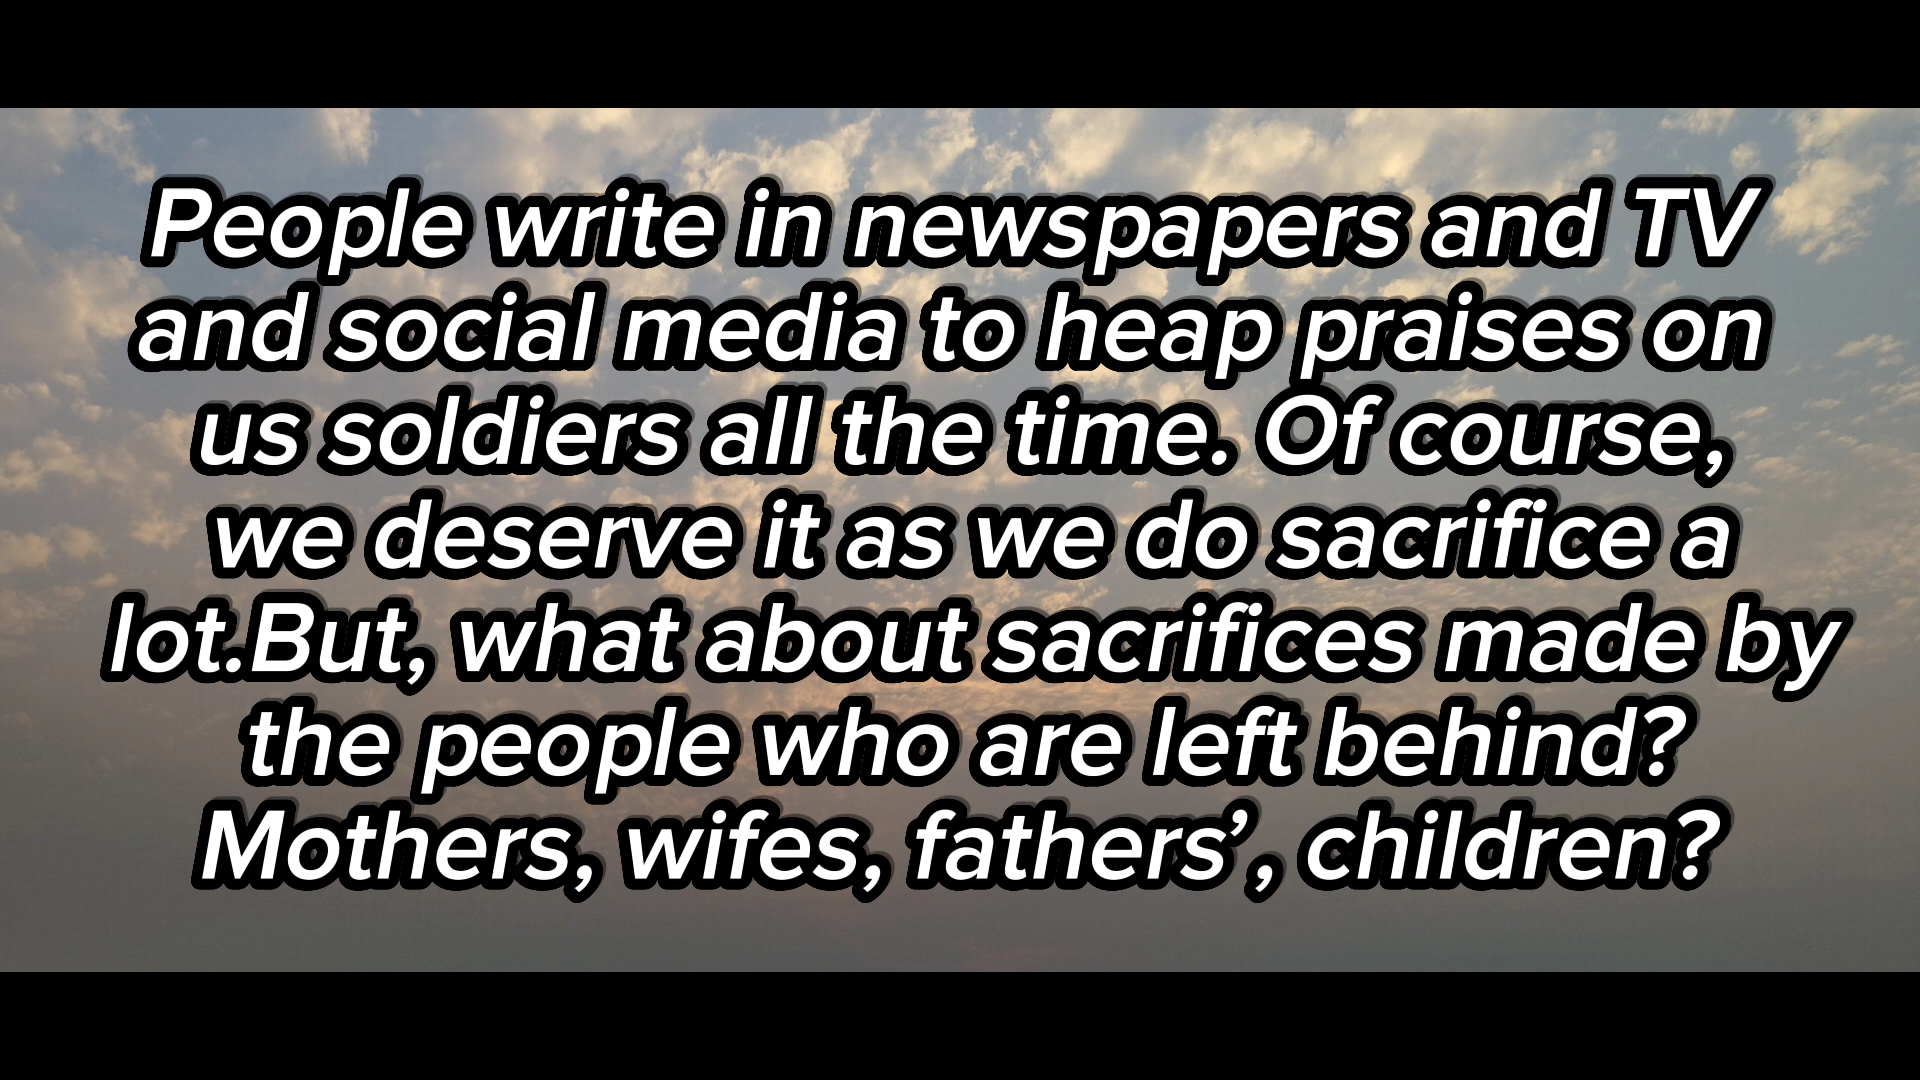 People write in newspapers and TV
and social media to heap praises on
us soldiers all the time. Of course,
we deserve it as we do sacrifice a
lot.But, what about sacrifices made by
the people who are left behind?
Mothers, wifes, fathers’, children?